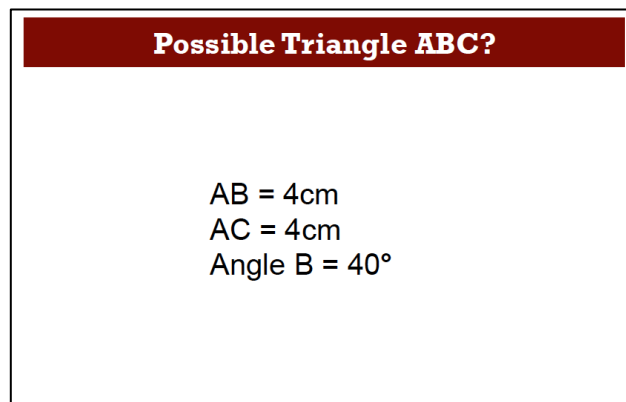 Possible Triangle ABC?
AB = 4cm
AC = 4cm
Angle B = 40°